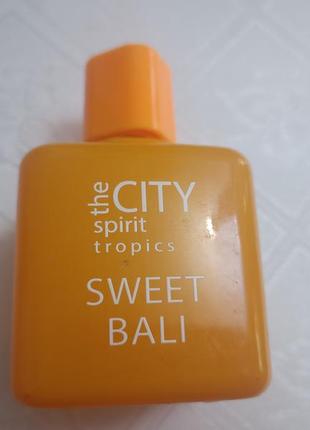 the CITY
spirit
tropics
SWEET
BALI